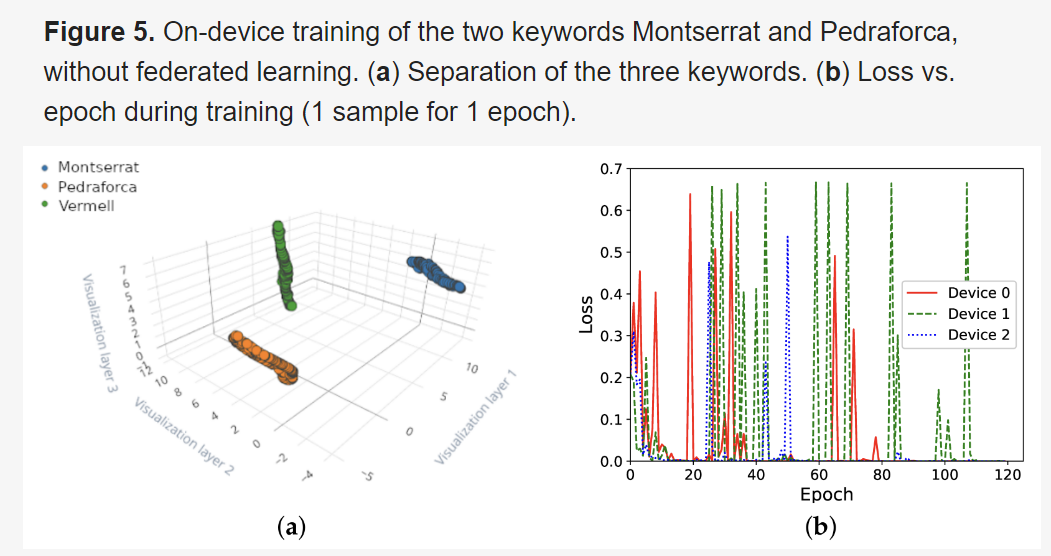 Figure 5. On-device training of the two keywords Montserrat and Pedraforca,
without federated learning. (a) Separation of the three keywords. (b) Loss vs.
epoch during training (1 sample for 1 epoch).
Montserrat
Pedraforca
Vermell
7
6
5
4
3
2
1
0
Visualization layer 3
12
10
8
6
4
2
0
−2
−4
Visualization layer 2
10
5
0
−5
Visualization layer 1
(a)
0.7
0.6
0.5
0.4
0.3
0.2
0.1
0.0
Loss
Device 0
Device 1
Device 2
0 20 40 60 80 100 120
Epoch
(b)